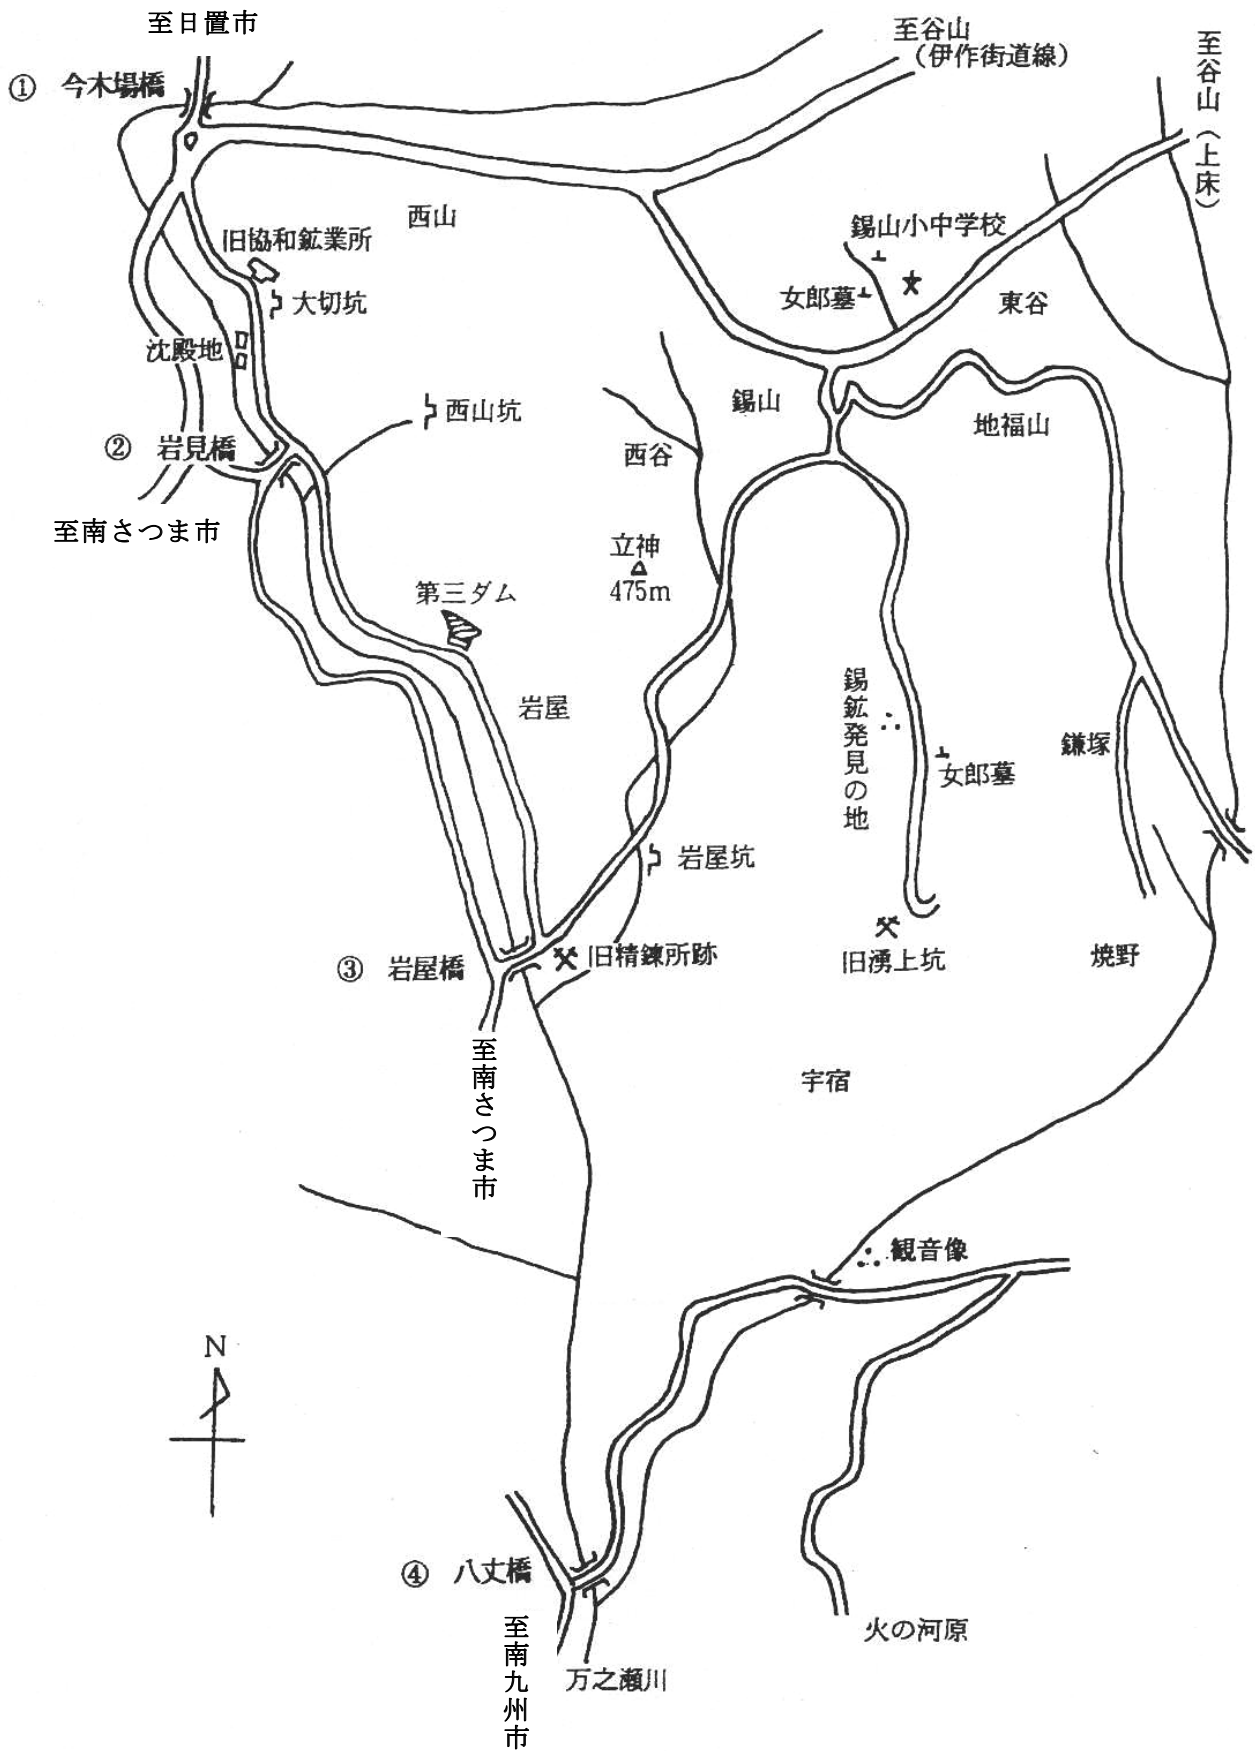 至日置市
至谷山
（伊作街道線）
至谷山（上床）
① 今木場橋
西山
錫山小中学校
旧協和鉱業所
女郎墓
東谷
大切坑
沈殿地
錫山
西山坑
地福山
② 岩見橋
西谷
至南さつま市
立神
475m
第三ダム
岩屋
錫鉱発見の地
鎌塚
女郎墓
岩屋坑
③ 岩屋橋
旧精錬所跡
旧湧上坑
焼野
至南さつま市
宇宿
観音像
N
④ 八丈橋
火の河原
至南九州市
万之瀬川